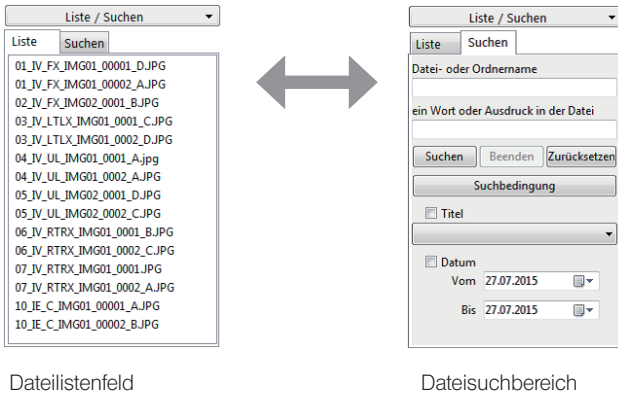 Liste / Suchen
Liste Suchen
01_IV_FX_IMG01_00001_D.JPG
01_IV_FX_IMG01_00002_A.JPG
02_IV_FX_IMG02_0001_B.JPG
03_IV_LTLX_IMG01_0001_C.JPG
03_IV_LTLX_IMG01_0002_D.JPG
04_IV_UL_IMG01_0001_A.jpg
04_IV_UL_IMG01_0002_A.JPG
05_IV_UL_IMG02_0001_D.JPG
05_IV_UL_IMG02_0002_C.JPG
06_IV_RTRX_IMG01_0001_B.JPG
06_IV_RTRX_IMG01_0002_C.JPG
07_IV_RTRX_IMG01_0001.JPG
07_IV_RTRX_IMG01_0002_A.JPG
10_IE_C_IMG01_00001_A.JPG
10_IE_C_IMG01_00002_B.JPG
Dateilistenfeld
Liste / Suchen
Liste Suchen
Datei- oder Ordnername
ein Wort oder Ausdruck in der Datei
Suchen Beenden Zurücksetzen
Suchbedingung
Titel
Datum
Vom 27.07.2015
Bis 27.07.2015
Dateisuchbereich